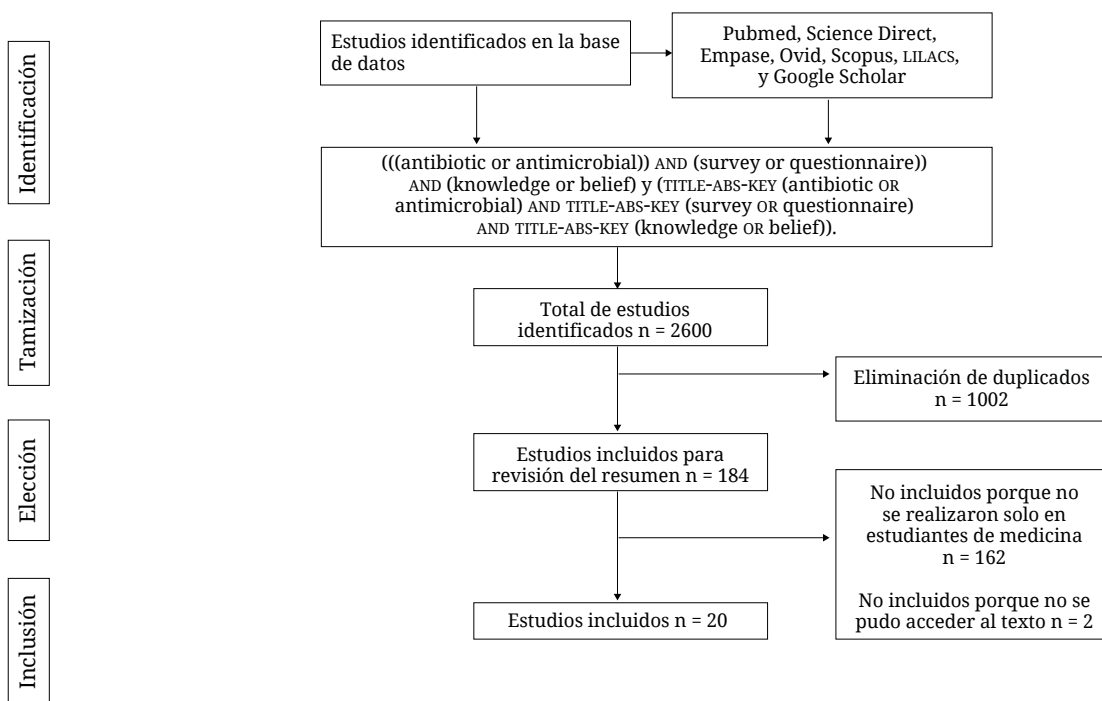 Identificación
Estudios identificados en la base
de datos
Pubmed, Science Direct,
Empase, Ovid, Scopus, LILACS,
y Google Scholar
(((antibiotic or antimicrobial)) AND (survey or questionnaire))
AND (knowledge or belief) y (TITLE-ABS-KEY (antibiotic OR
antimicrobial) AND TITLE-ABS-KEY (survey OR questionnaire)
AND TITLE-ABS-KEY (knowledge OR belief)).
Tamización
Total de estudios
identificados n = 2600
Eliminación de duplicados
n = 1002
Elección
Estudios incluidos para
revisión del resumen n = 184
No incluidos porque no
se realizaron solo en
estudiantes de medicina
n = 162
No incluidos porque no se
pudo acceder al texto n = 2
Inclusión
Estudios incluidos n = 20